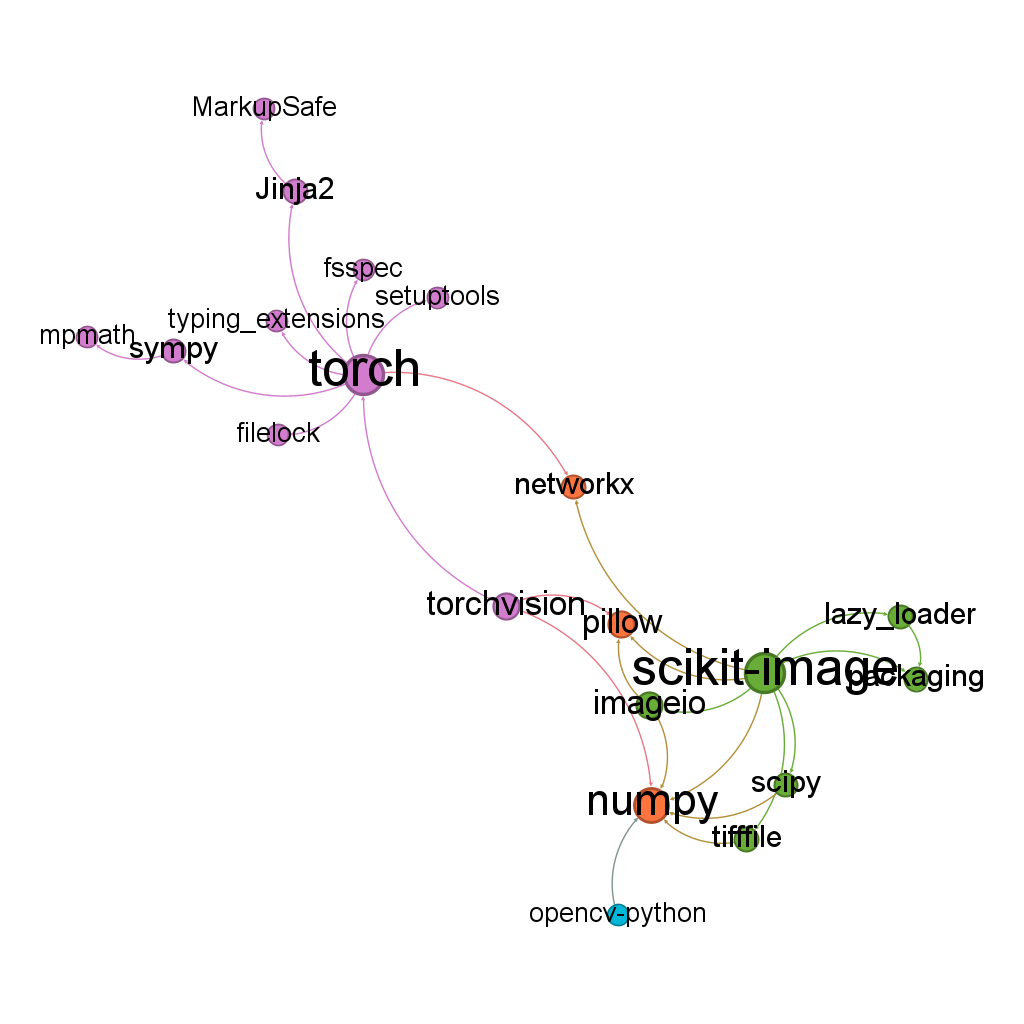 MarkupSafe
Jinja2
fsspec
setuptools
typing_extensions
mpmath
sympy
torch
filelock
networkx
torchvision
pillow
lazy_loader
scikit-image
packaging
imageio
scipy
numpy
tifffile
opencv-python